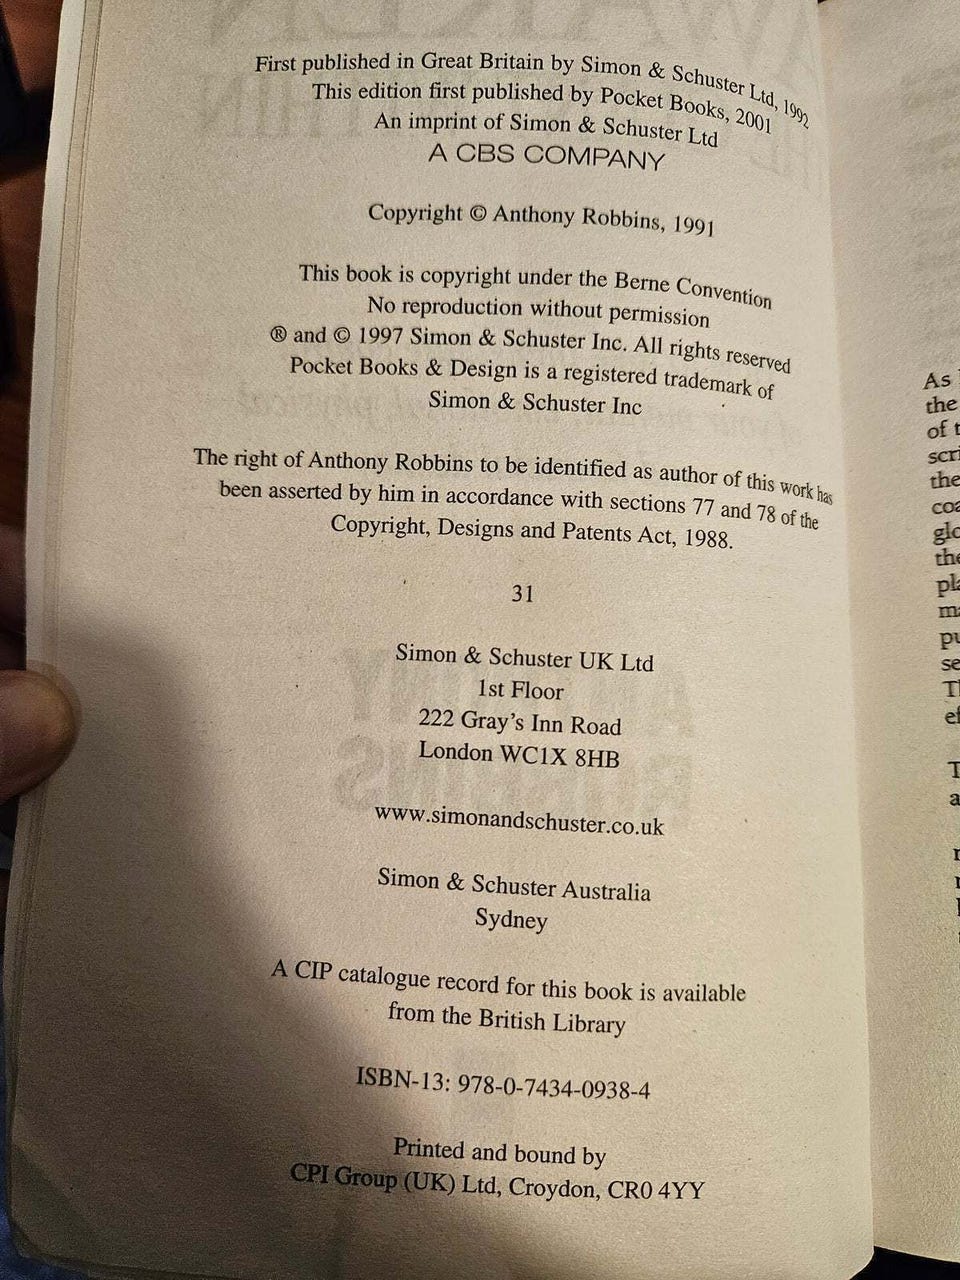 First published in Great Britain by Simon & Schuster Ltd, 1992
This edition first published by Pocket Books, 2001
An imprint of Simon & Schuster Ltd
A CBS COMPANY
Copyright © Anthony Robbins, 1991
This book is copyright under the Berne Convention
No reproduction without permission
® and © 1997 Simon & Schuster Inc. All rights reserved
Pocket Books & Design is a registered trademark of
Simon & Schuster Inc
The right of Anthony Robbins to be identified as author of this work has
been asserted by him in accordance with sections 77 and 78 of the
Copyright, Designs and Patents Act, 1988.
31
Simon & Schuster UK Ltd
1st Floor
222 Gray's Inn Road
London WC1X 8HB
www.simonandschuster.co.uk
Simon & Schuster Australia
Sydney
A CIP catalogue record for this book is available
from the British Library
ISBN-13: 978-0-7434-0938-4
Printed and bound by
CPI Group (UK) Ltd, Croydon, CR0 4YY
As
the
of
the
the